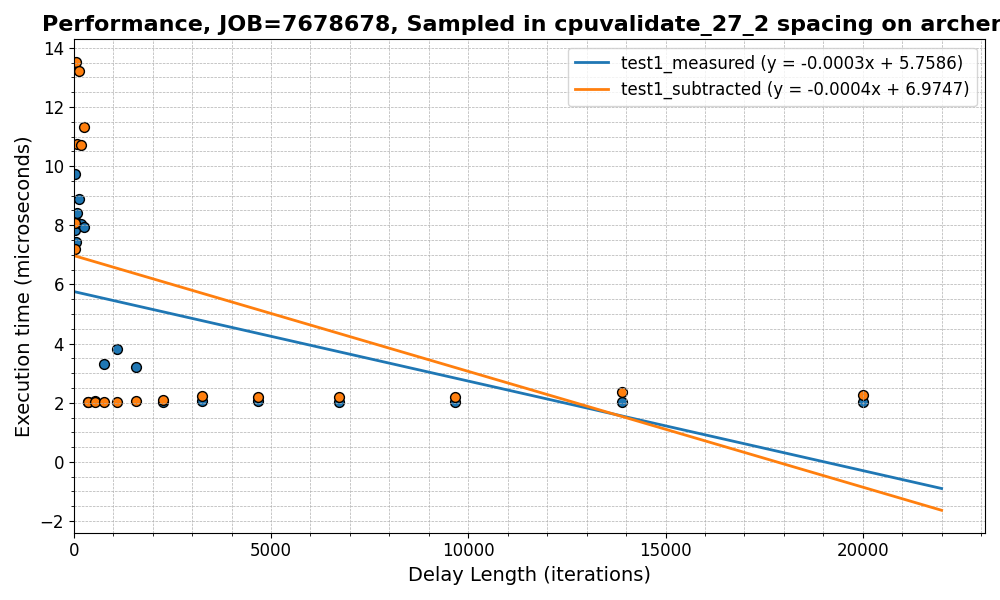 Performance, JOB=7678678, Sampled in cpuvalidate_27_2 spacing on archer
test1_measured (y = -0.0003x + 5.7586)
test1_subtracted (y = -0.0004x + 6.9747)
Execution time (microseconds)
14
12
10
8
6
4
2
0
−2
0 5000 10000 15000 20000
Delay Length (iterations)